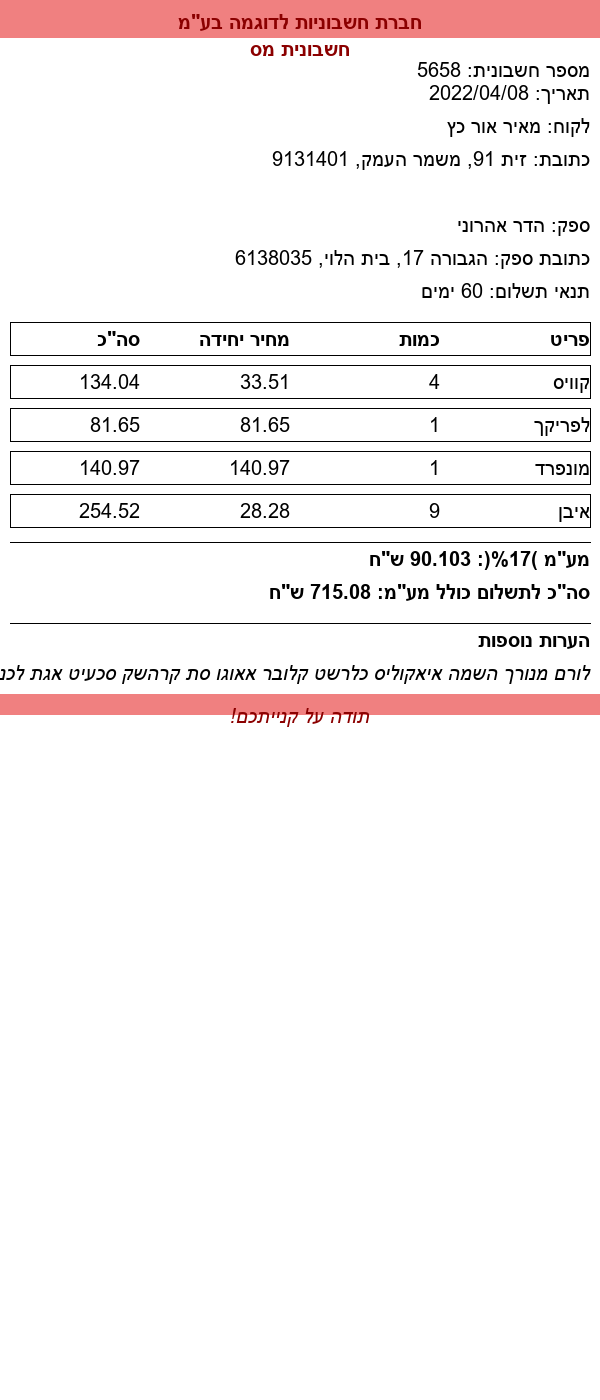 חברת חשבוניות לדוגמה בע"מ
חשבונית מס
מספר חשבונית: 5658
תאריך: 2022/04/08
לקוח: מאיר אור כץ
כתובת: זית 91, משמר העמק, 9131401
ספק: הדר אהרוני
כתובת ספק: הגבורה 17, בית הלוי, 6138035
תנאי תשלום: 60 ימים
פריט כמות מחיר יחידה סה"כ
קוויס 4 33.51 134.04
לפריקך 1 81.65 81.65
מונפרד 1 140.97 140.97
איבן 9 28.28 254.52
מע"מ )17%(: 90.103 ש"ח
סה"כ לתשלום כולל מע"מ: 715.08 ש"ח
הערות נוספות
לורם מנורך השמה איאקוליס כלרשט קלובר אאוגו סת קרהשק סכעיט אגת לכנ
תודה על קנייתכם!